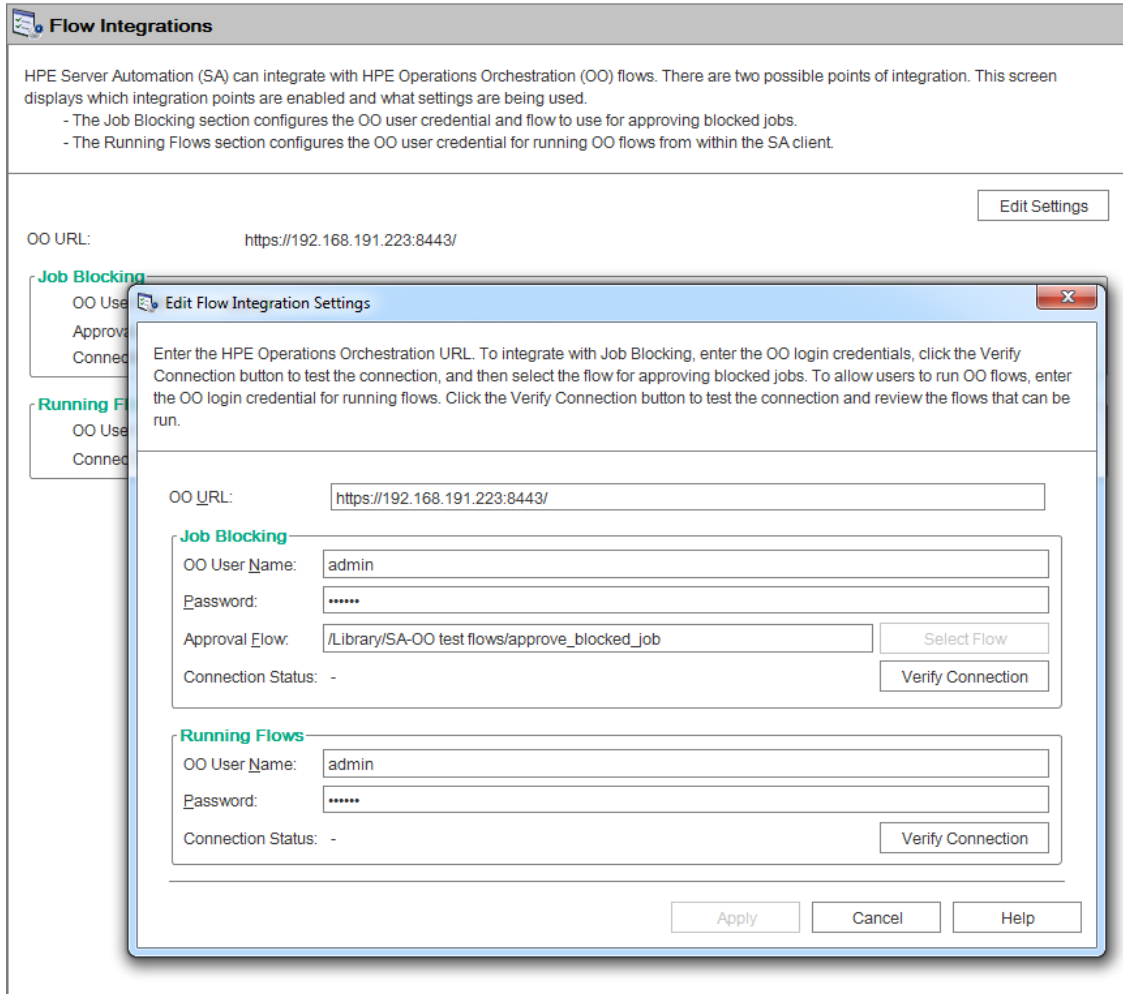 Flow Integrations
HPE Server Automation (SA) can integrate with HPE Operations Orchestration (OO) flows. There are two possible points of integration. This screen
displays which integration points are enabled and what settings are being used.
- The Job Blocking section configures the OO user credential and flow to use for approving blocked jobs.
- The Running Flows section configures the OO user credential for running OO flows from within the SA client.
Edit Settings
OO URL: https://192.168.191.223:8443/
Job Blocking
OO Use
Approva
Connec
Running Fl
OO Use
Connec
Edit Flow Integration Settings
Enter the HPE Operations Orchestration URL. To integrate with Job Blocking, enter the OO login credentials, click the Verify
Connection button to test the connection, and then select the flow for approving blocked jobs. To allow users to run OO flows, enter
the OO login credential for running flows. Click the Verify Connection button to test the connection and review the flows that can be
run.
OO URL: https://192.168.191.223:8443/
Job Blocking
OO User Name: admin
Password: ••••••
Approval Flow: /Library/SA-OO test flows/approve_blocked_job Select Flow
Connection Status: - Verify Connection
Running Flows
OO User Name: admin
Password: ••••••
Connection Status: - Verify Connection
Apply Cancel Help